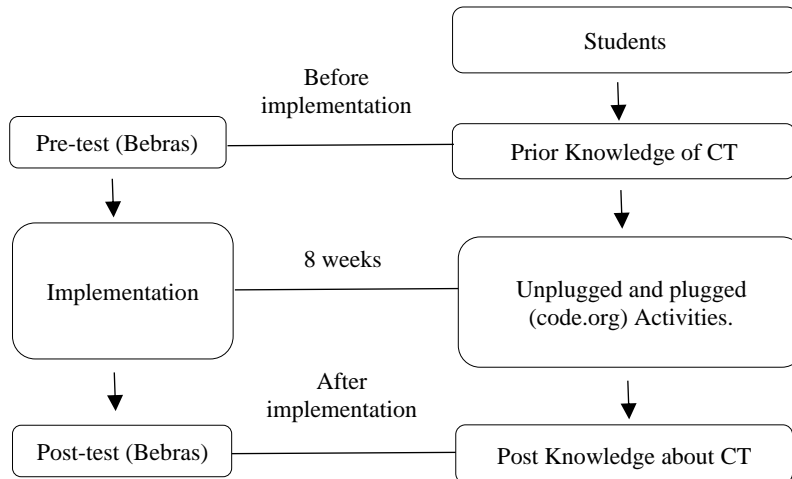 Students
Before
implementation
Pre-test (Bebras)
Prior Knowledge of CT
8 weeks
Implementation
Unplugged and plugged
(code.org) Activities.
After
implementation
Post-test (Bebras)
Post Knowledge about CT